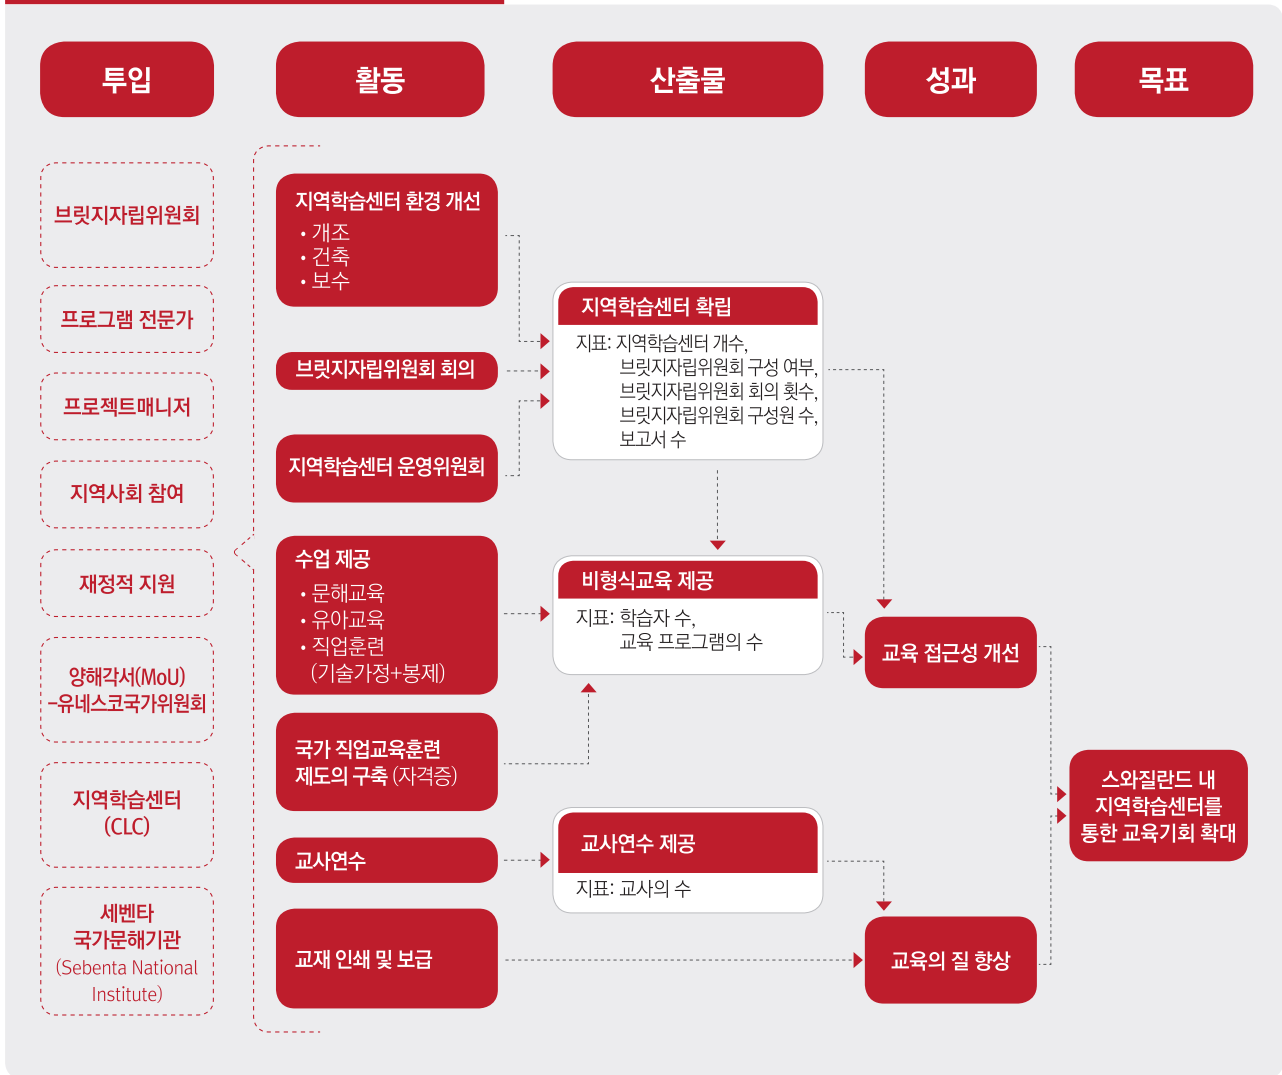 투입
활동
산출물
성과
목표
브릿지자립위원회
프로그램 전문가
프로젝트매니저
지역사회 참여
재정적 지원
양해각서(MoU)
-유네스코국가위원회
지역학습센터
(CLC)
세벤타
국가문해기관
(Sebenta National
Institute)
지역학습센터 환경 개선
• 개조
• 건축
• 보수
브릿지자립위원회 회의
지역학습센터 운영위원회
수업 제공
• 문해교육
• 유아교육
• 직업훈련
(기술가정+봉제)
국가 직업교육훈련
제도의 구축 (자격증)
교사연수
교재 인쇄 및 보급
지역학습센터 확립
지표: 지역학습센터 개수,
브릿지자립위원회 구성 여부,
브릿지자립위원회 회의 횟수,
브릿지자립위원회 구성원 수,
보고서 수
비형식교육 제공
지표: 학습자 수,
교육 프로그램의 수
교사연수 제공
지표: 교사의 수
교육 접근성 개선
교육의 질 향상
스와질란드 내
지역학습센터를
통한 교육기회 확대